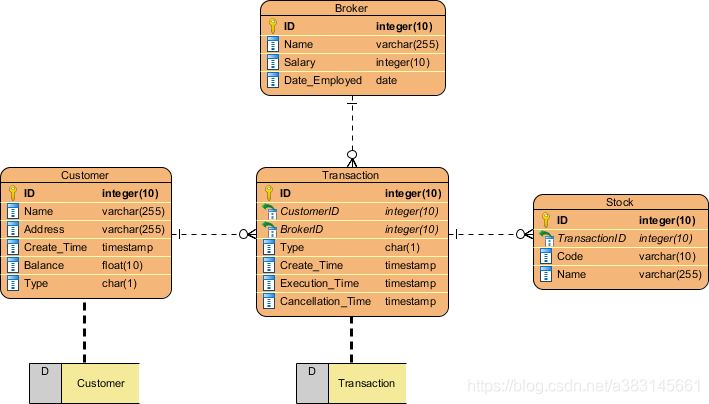 Broker
ID integer(10)
Name varchar(255)
Salary integer(10)
Date_Employed date
Customer
ID integer(10)
Name varchar(255)
Address varchar(255)
Create_Time timestamp
Balance float(10)
Type char(1)
Transaction
ID integer(10)
CustomerID integer(10)
BrokerID integer(10)
Type char(1)
Create_Time timestamp
Execution_Time timestamp
Cancellation_Time timestamp
Stock
ID integer(10)
TransactionID integer(10)
Code varchar(10)
Name varchar(255)
D
Customer
D
Transaction
https://blog.csdn.net/a383145661